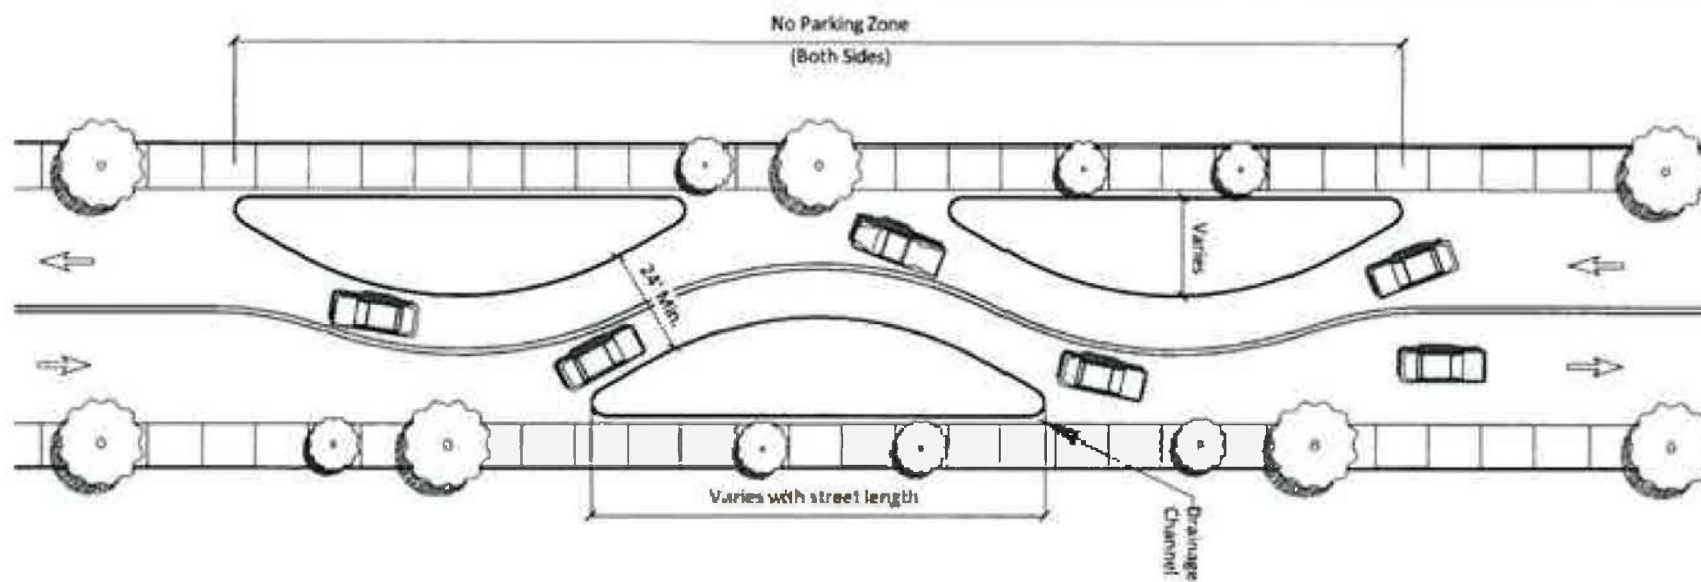 No Parking Zone
(Both Sides)
Varies
24' Min.
Varies with street length
Drainage
Channel